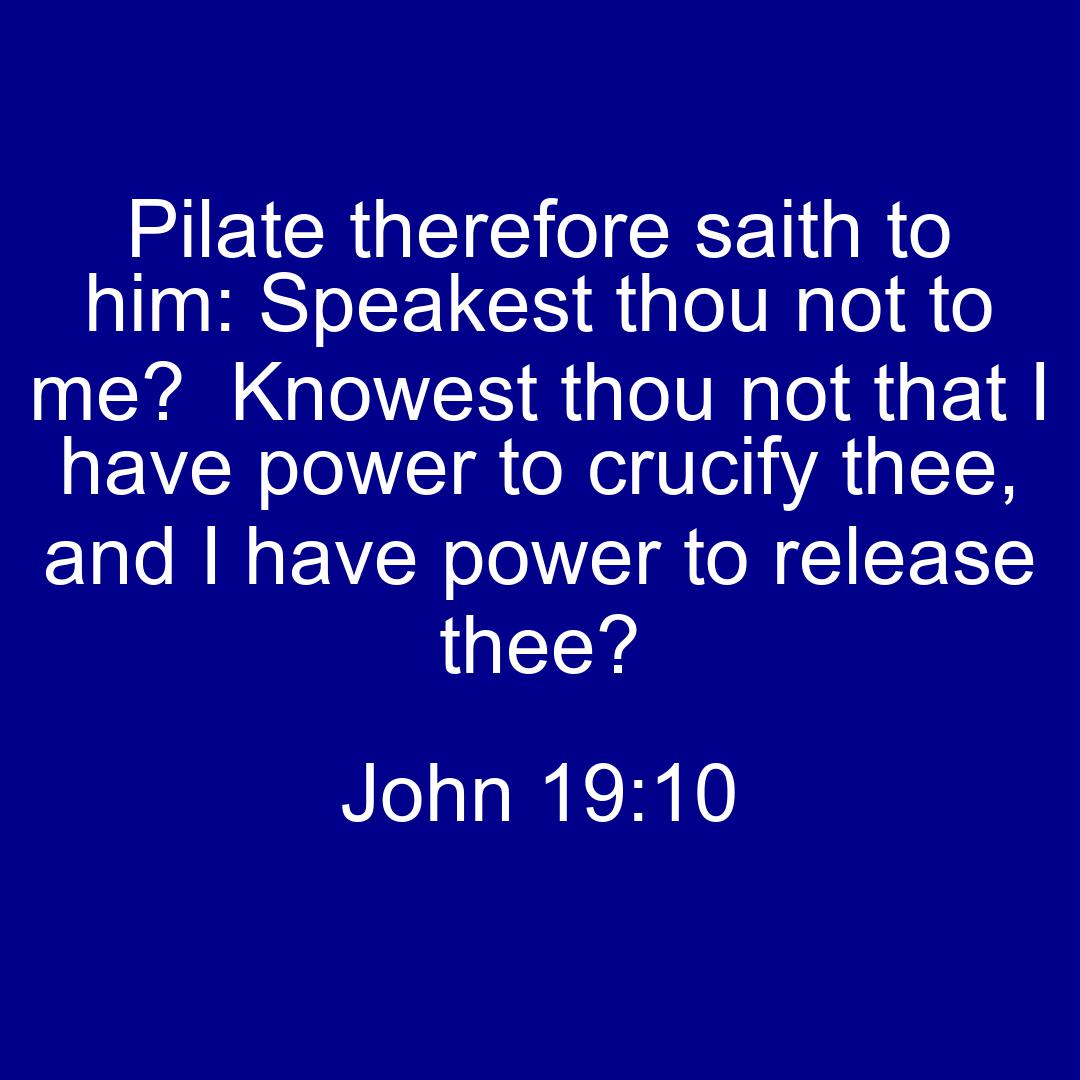 Pilate therefore saith to
him: Speakest thou not to
me?  Knowest thou not that I
have power to crucify thee,
and I have power to release
thee?
John 19:10